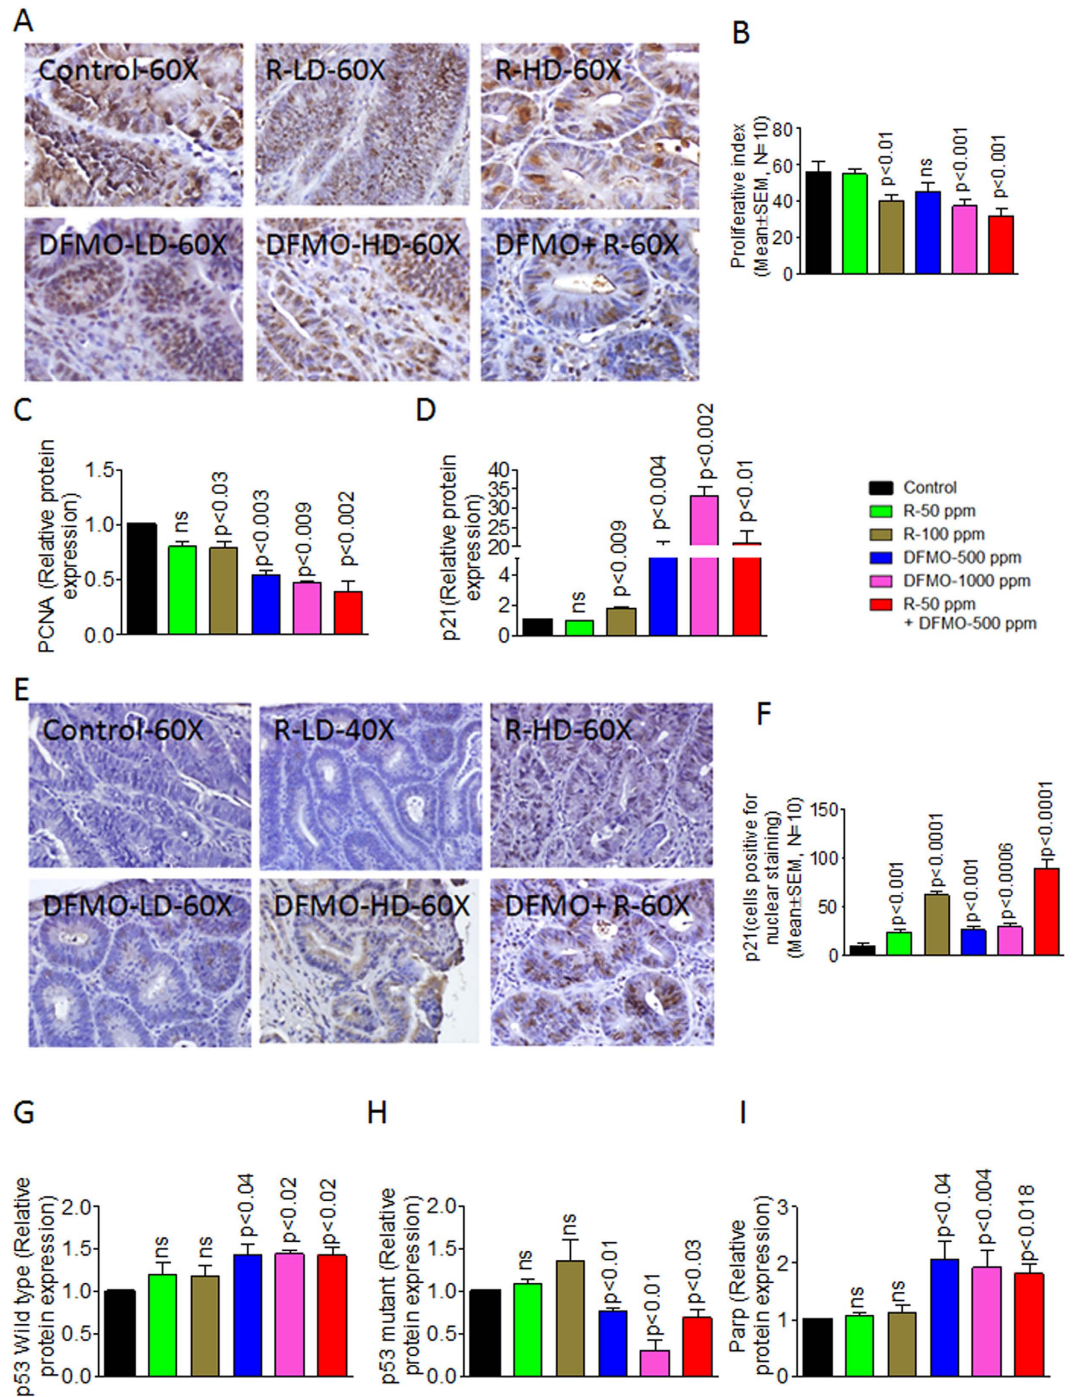 A
Control-60X
R-LD-60X
R-HD-60X
DFMO-LD-60X
DFMO-HD-60X
DFMO+ R-60X
B
Proliferative index
(Mean±SEM, N=10)
80
60
40
20
0
p<0.01
ns
p<0.001
p<0.001
C
PCNA (Relative protein
expression)
1.5
1.0
0.5
0.0
ns
p<0.03
p<0.003
p<0.009
p<0.002
D
p21(Relative protein
expression)
40
35
30
25
20
4
2
0
ns
p<0.009
p<0.004
p<0.002
p<0.01
Control
R-50 ppm
R-100 ppm
DFMO-500 ppm
DFMO-1000 ppm
R-50 ppm
+ DFMO-500 ppm
E
Control-60X
R-LD-40X
R-HD-60X
DFMO-LD-60X
DFMO-HD-60X
DFMO+ R-60X
F
p21(cells positive for
nuclear staining)
(Mean±SEM, N=10)
150
100
50
0
p<0.001
p<0.0001
p<0.001
p<0.0006
p<0.0001
G
p53 Wild type (Relative
protein expression)
2.0
1.5
1.0
0.5
0.0
ns
ns
p<0.04
p<0.02
p<0.02
H
p53 mutant (Relative
protein expression)
2.0
1.5
1.0
0.5
0.0
ns
ns
p<0.01
p<0.01
p<0.03
I
Parp (Relative
protein expression)
3
2
1
0
ns
ns
p<0.04
p<0.004
p<0.018